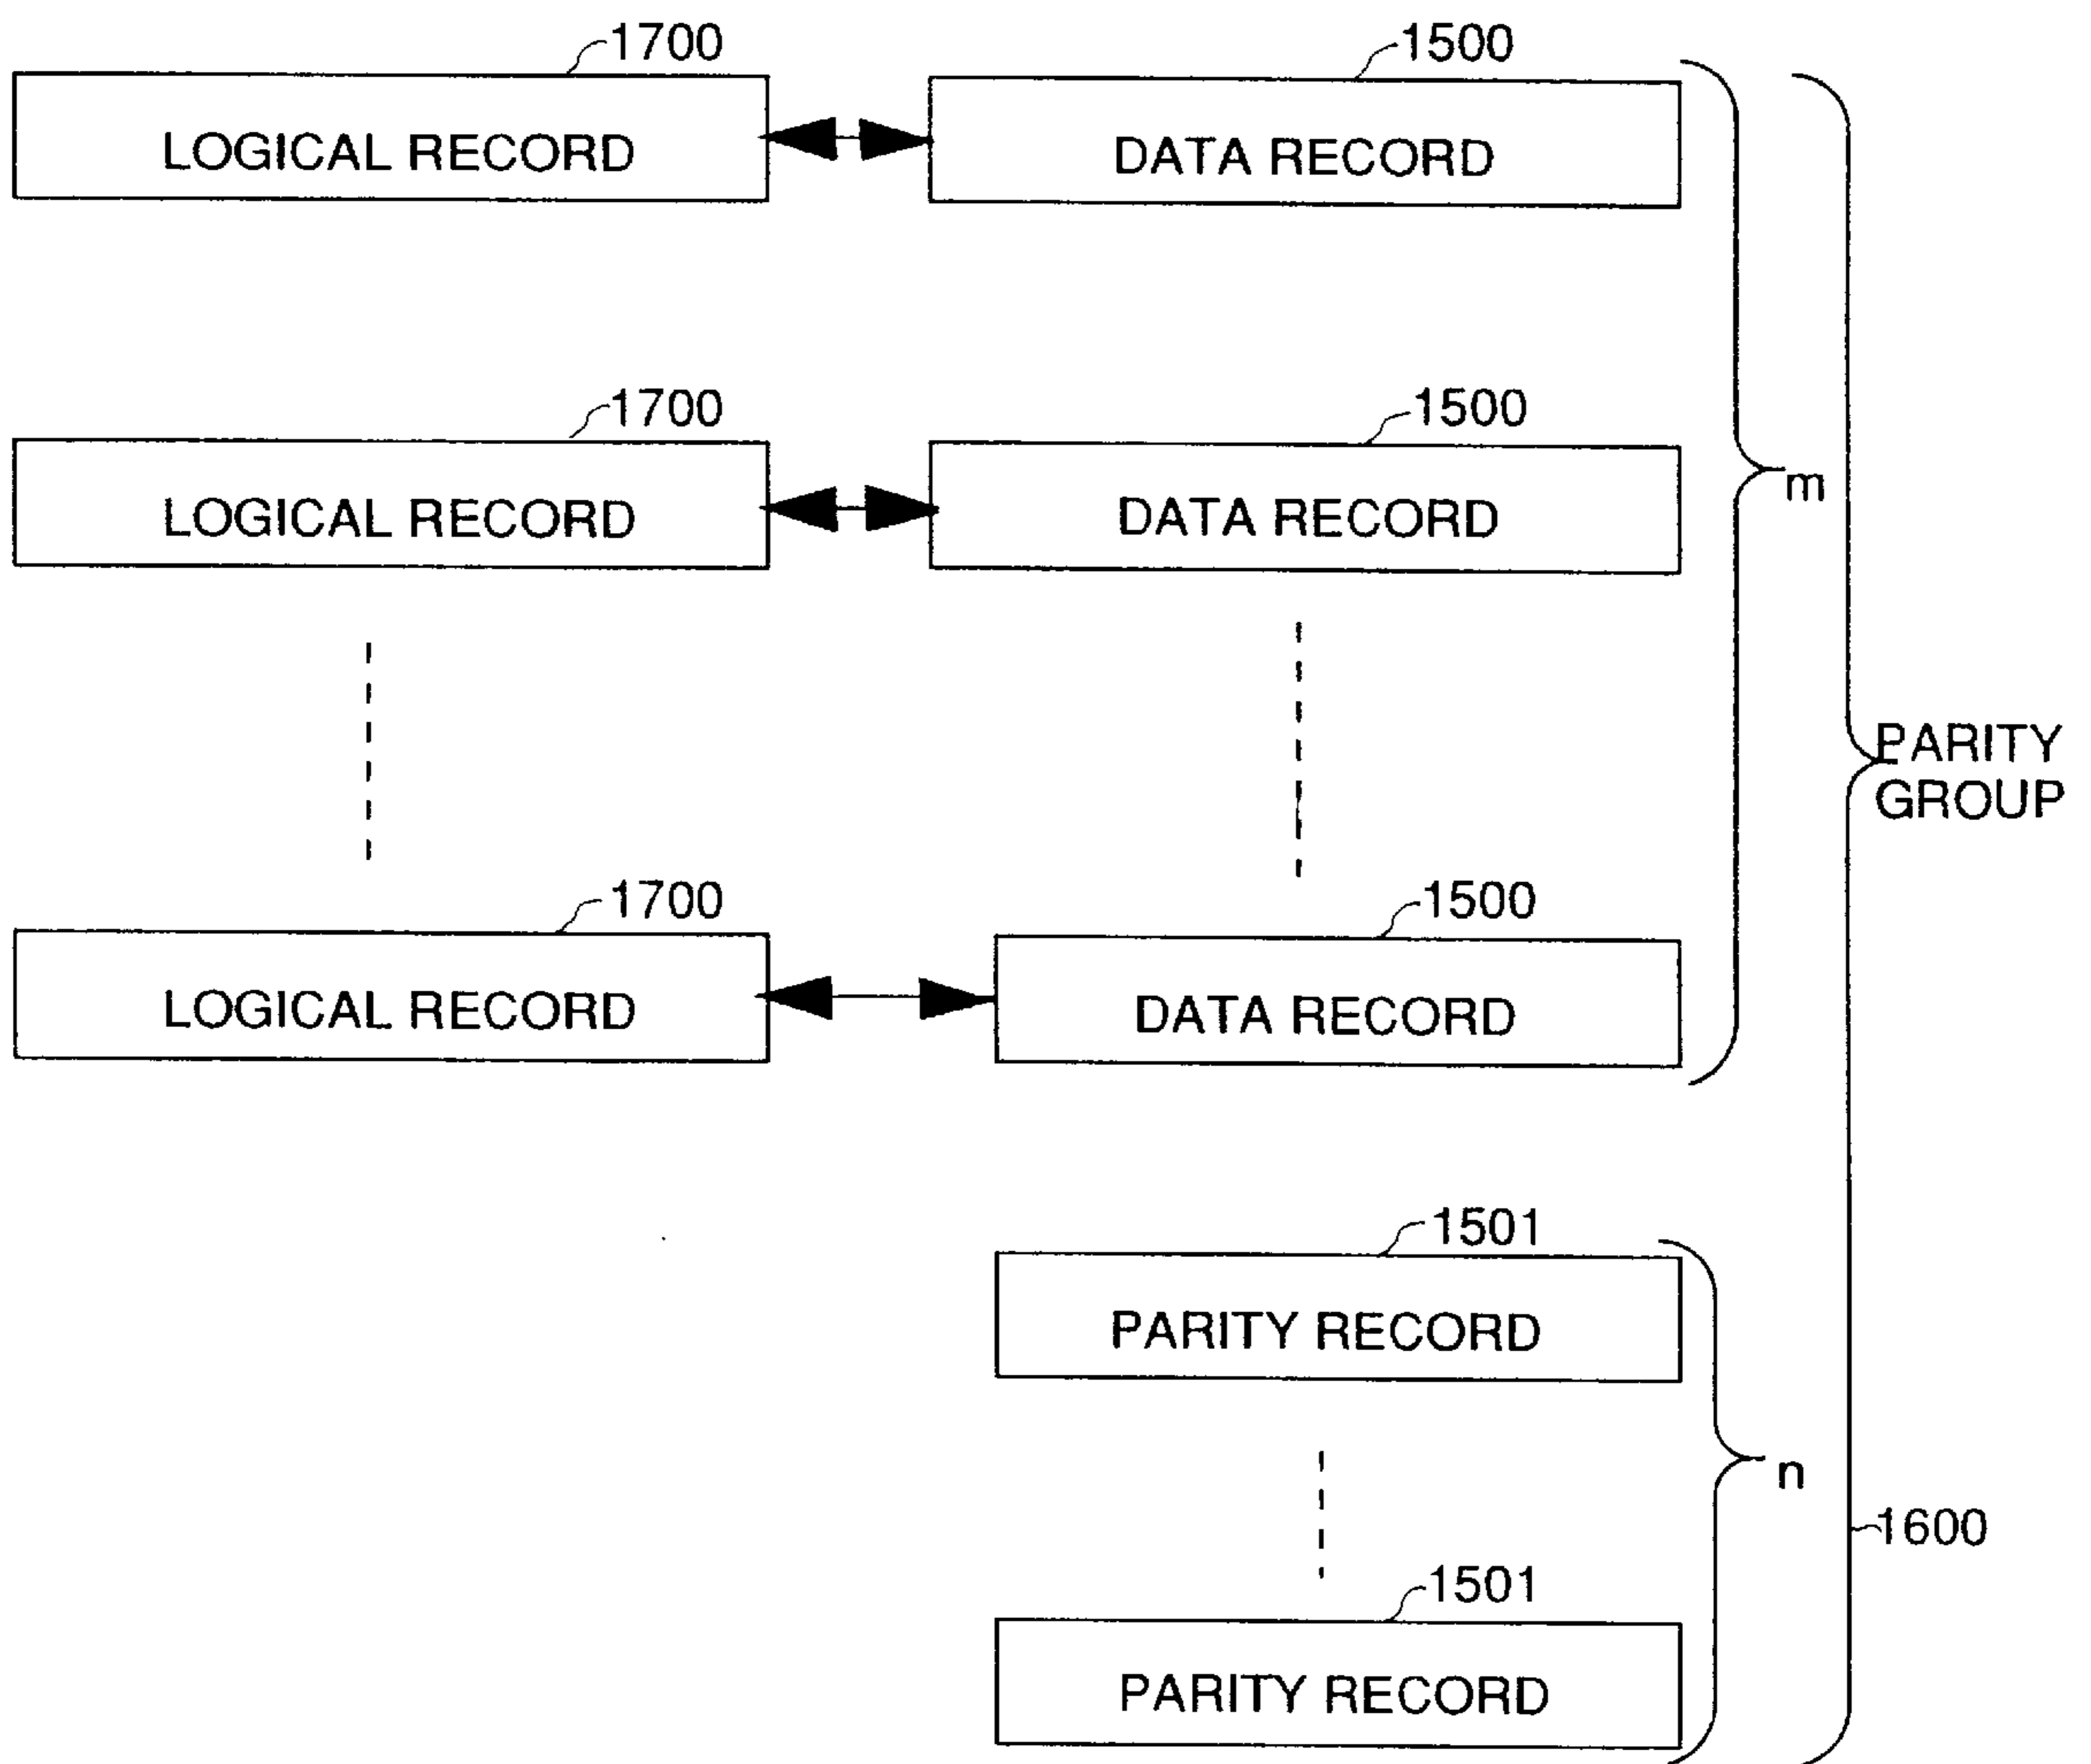 1700
1500
LOGICAL RECORD
DATA RECORD
1700
1500
m
LOGICAL RECORD
DATA RECORD
PARITY
GROUP
1700
1500
LOGICAL RECORD
DATA RECORD
1501
PARITY RECORD
n
1600
1501
PARITY RECORD